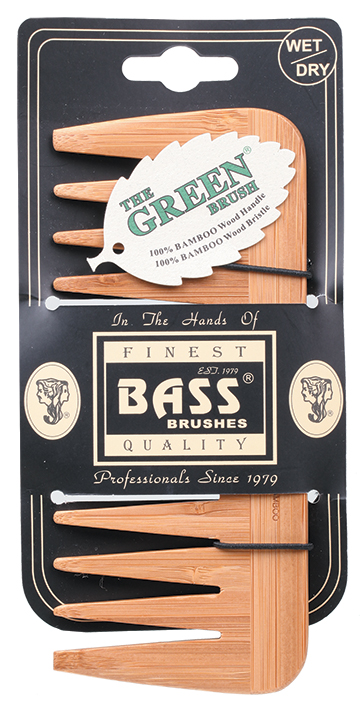 WET
DRY
THE
GREEN®
BRUSH
100% BAMBOO Wood Handle
100% BAMBOO Wood Bristle
In The Hands Of
FINEST
EST. 1979
BASS®
BRUSHES
QUALITY
Professionals Since 1979
®
®
BAMBOO